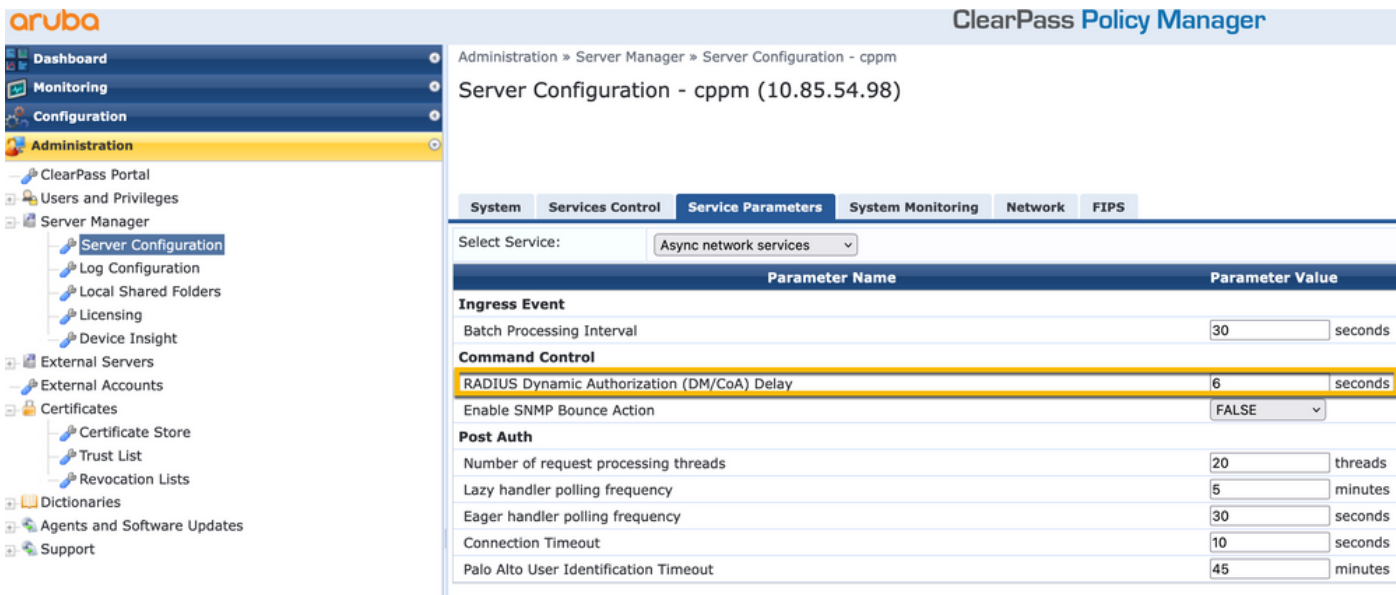 aruba
ClearPass Policy Manager
Dashboard
Monitoring
Configuration
Administration
ClearPass Portal
Users and Privileges
Server Manager
Server Configuration
Log Configuration
Local Shared Folders
Licensing
Device Insight
External Servers
External Accounts
Certificates
Certificate Store
Trust List
Revocation Lists
Dictionaries
Agents and Software Updates
Support
Administration » Server Manager » Server Configuration - cppm
Server Configuration - cppm (10.85.54.98)
System Services Control Service Parameters System Monitoring Network FIPS
Select Service: Async network services
Parameter Name Parameter Value
Ingress Event
Batch Processing Interval 30 seconds
Command Control
RADIUS Dynamic Authorization (DM/CoA) Delay 6 seconds
Enable SNMP Bounce Action FALSE
Post Auth
Number of request processing threads 20 threads
Lazy handler polling frequency 5 minutes
Eager handler polling frequency 30 seconds
Connection Timeout 10 seconds
Palo Alto User Identification Timeout 45 minutes